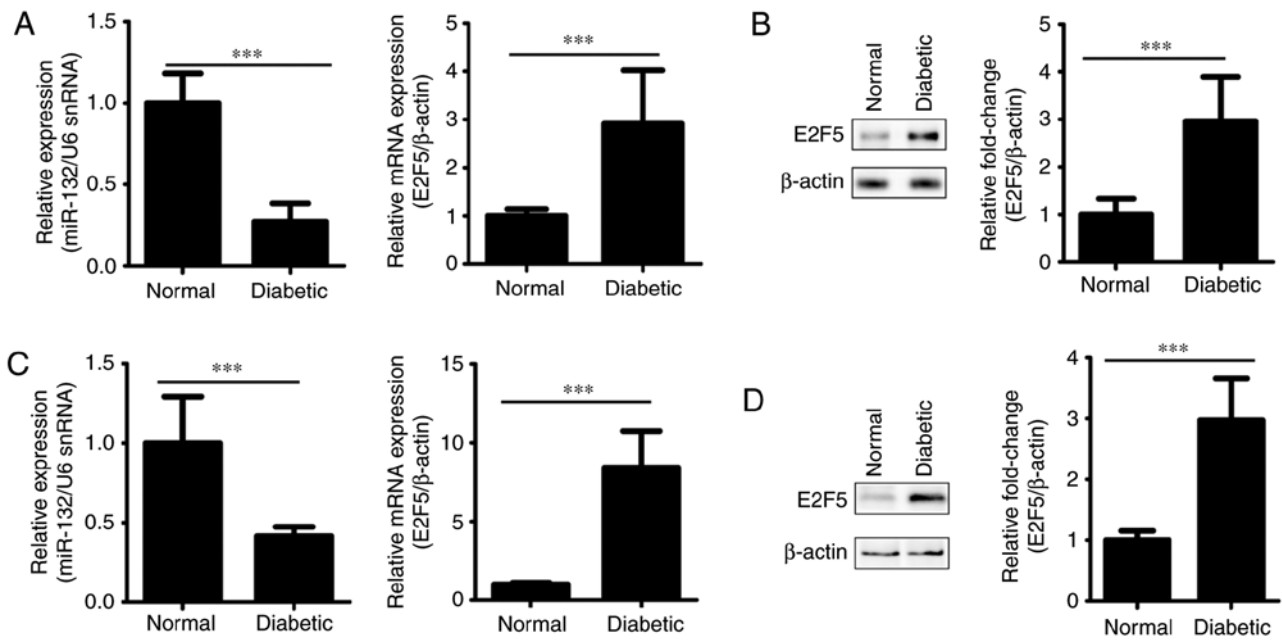 A
Relative expression
(miR-132/U6 snRNA)
1.5
1.0
0.5
0.0
***
Normal
Diabetic
Relative mRNA expression
(E2F5/β-actin)
5
4
3
2
1
0
***
Normal
Diabetic
B
Normal
Diabetic
E2F5
β-actin
Relative fold-change
(E2F5/β-actin)
5
4
3
2
1
0
***
Normal
Diabetic
C
Relative expression
(miR-132/U6 snRNA)
1.5
1.0
0.5
0.0
***
Normal
Diabetic
Relative mRNA expression
(E2F5/β-actin)
15
10
5
0
***
Normal
Diabetic
D
Normal
Diabetic
E2F5
β-actin
Relative fold-change
(E2F5/β-actin)
4
3
2
1
0
***
Normal
Diabetic